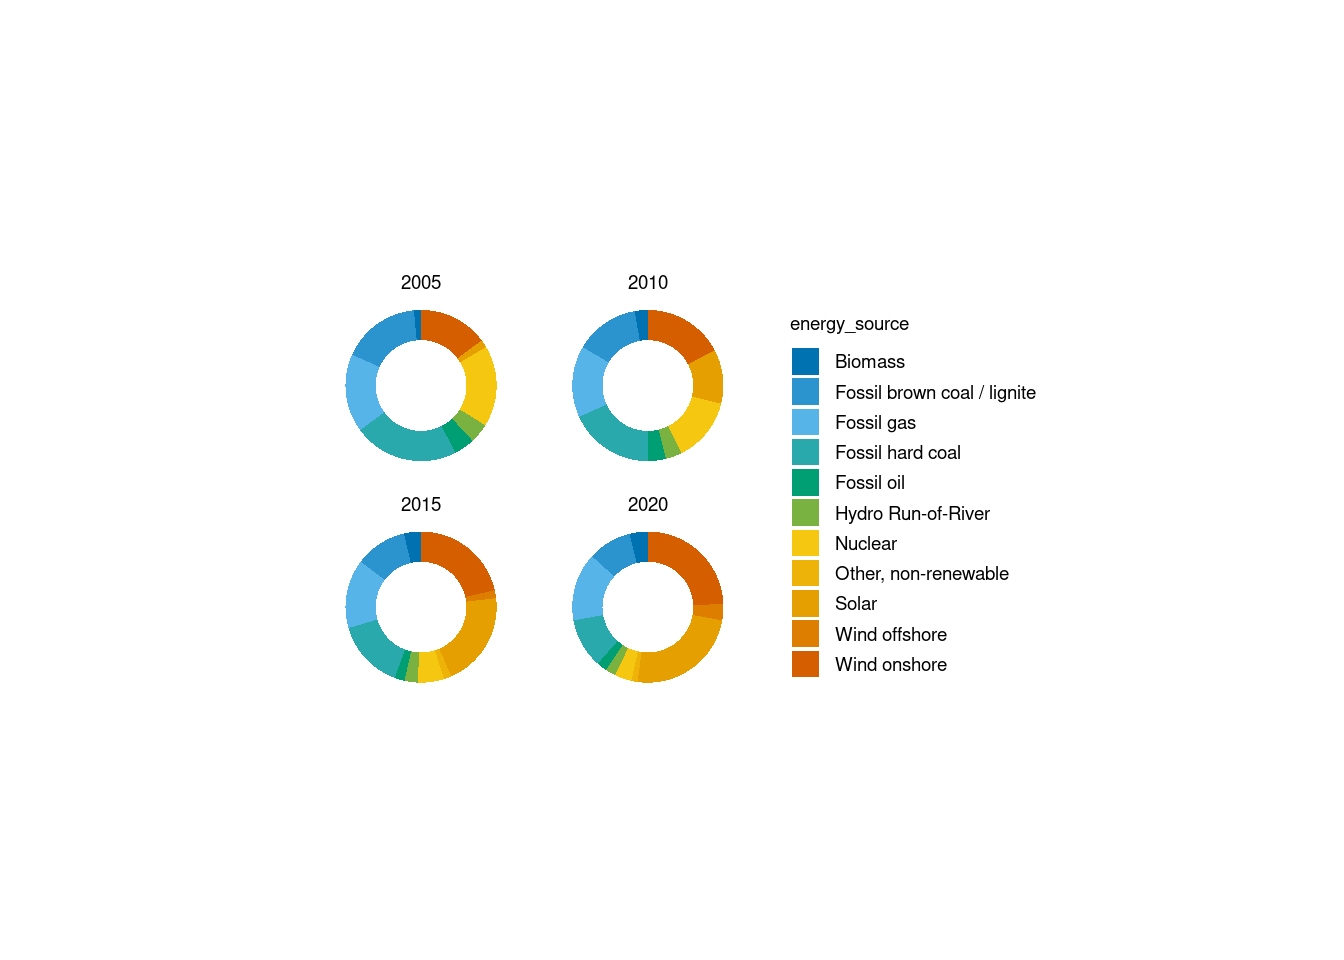 2005
2010
2015
2020
energy_source
Biomass
Fossil brown coal / lignite
Fossil gas
Fossil hard coal
Fossil oil
Hydro Run-of-River
Nuclear
Other, non-renewable
Solar
Wind offshore
Wind onshore